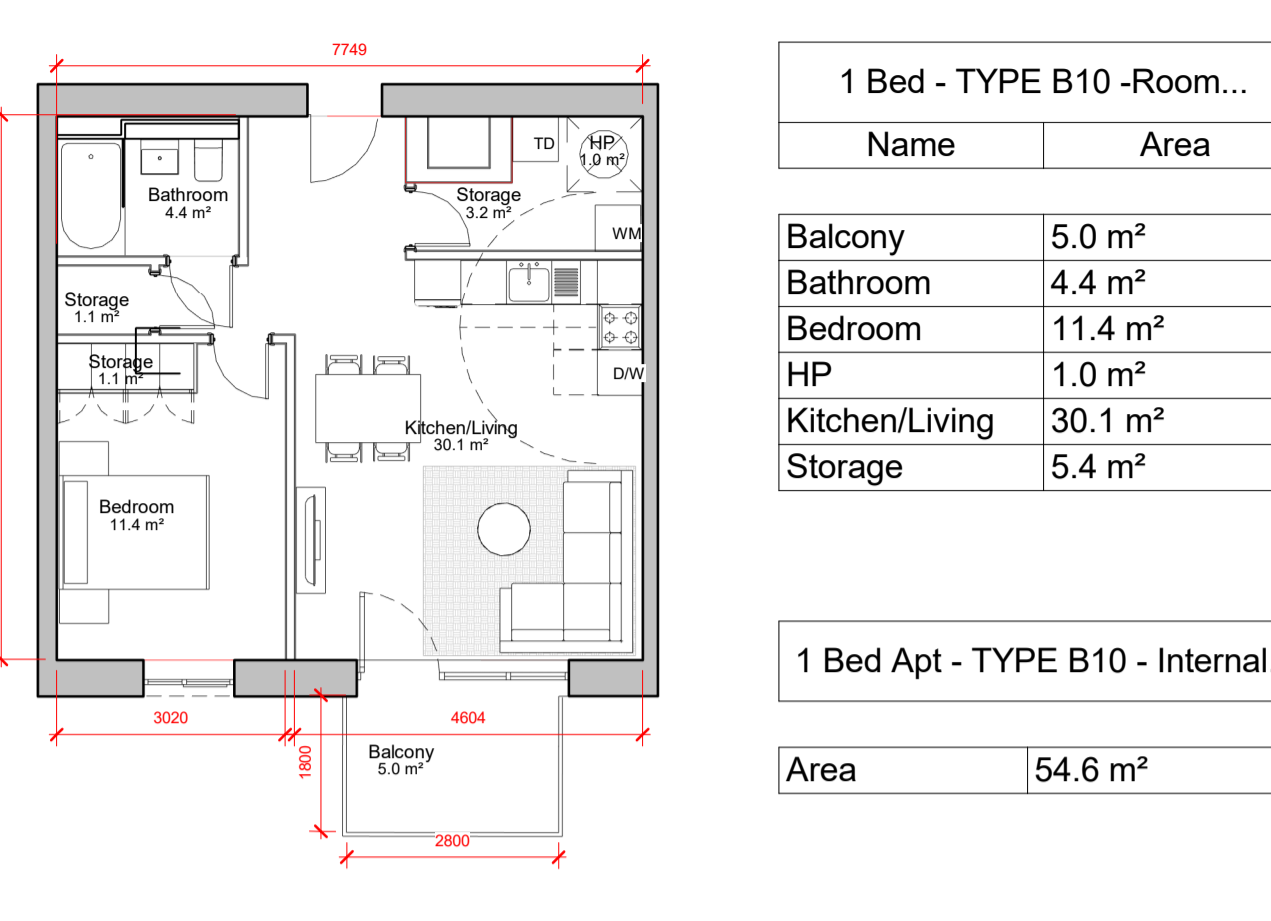 7749
TD
HP
1.0 m²
Bathroom
4.4 m²
Storage
3.2 m²
WM
Storage
1.1 m²
Storage
1.1 m²
D/W
Kitchen/Living
30.1 m²
Bedroom
11.4 m²
3020
4604
1800
Balcony
5.0 m²
2800
1 Bed - TYPE B10 -Room...
Name Area
Balcony 5.0 m²
Bathroom 4.4 m²
Bedroom 11.4 m²
HP 1.0 m²
Kitchen/Living 30.1 m²
Storage 5.4 m²
1 Bed Apt - TYPE B10 - Internal
Area 54.6 m²